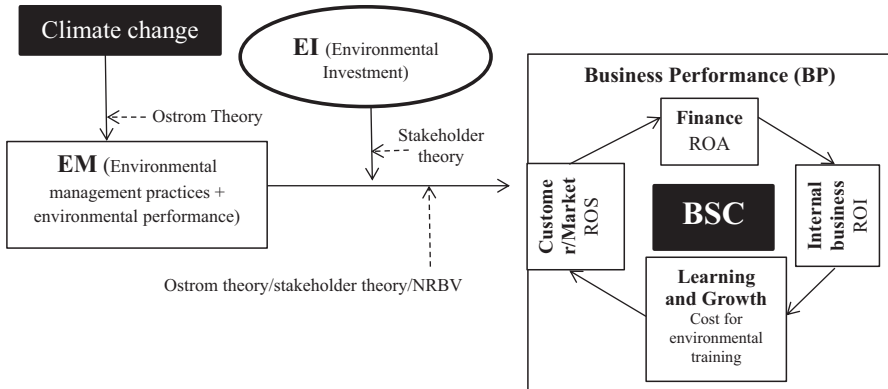 Climate change
EI (Environmental
Investment)
Ostrom Theory
Stakeholder
theory
EM (Environmental
management practices +
environmental performance)
Ostrom theory/stakeholder theory/NRBV
Business Performance (BP)
Finance
ROA
Custome
r/Market
ROS
BSC
Internal
business
ROI
Learning
and Growth
Cost for
environmental
training